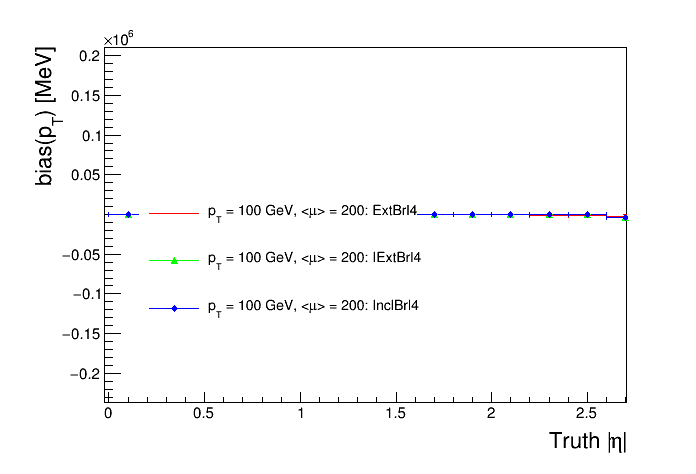 ×10⁶
bias(p_T) [MeV]
0.2
0.15
0.1
0.05
−0.05
−0.1
−0.15
−0.2
p_T = 100 GeV, <μ> = 200: ExtBrl4
p_T = 100 GeV, <μ> = 200: IExtBrl4
p_T = 100 GeV, <μ> = 200: InclBrl4
0 0.5 1 1.5 2 2.5
Truth |η|